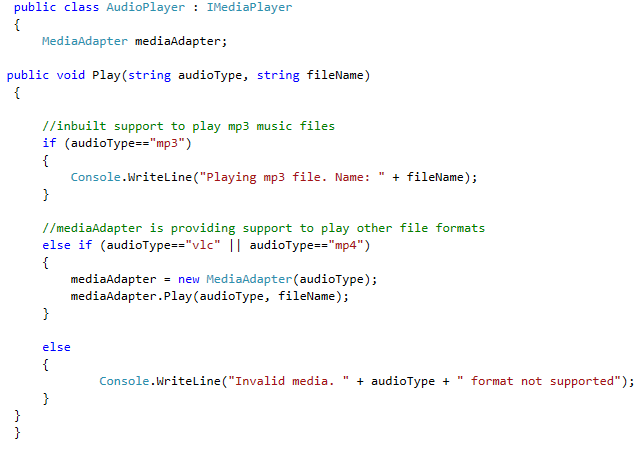 public class AudioPlayer : IMediaPlayer
{
MediaAdapter mediaAdapter;
public void Play(string audioType, string fileName)
{
//inbuilt support to play mp3 music files
if (audioType=="mp3")
{
Console.WriteLine("Playing mp3 file. Name: " + fileName);
}
//mediaAdapter is providing support to play other file formats
else if (audioType=="vlc" || audioType=="mp4")
{
mediaAdapter = new MediaAdapter(audioType);
mediaAdapter.Play(audioType, fileName);
}
else
{
Console.WriteLine("Invalid media. " + audioType + " format not supported");
}
}
}